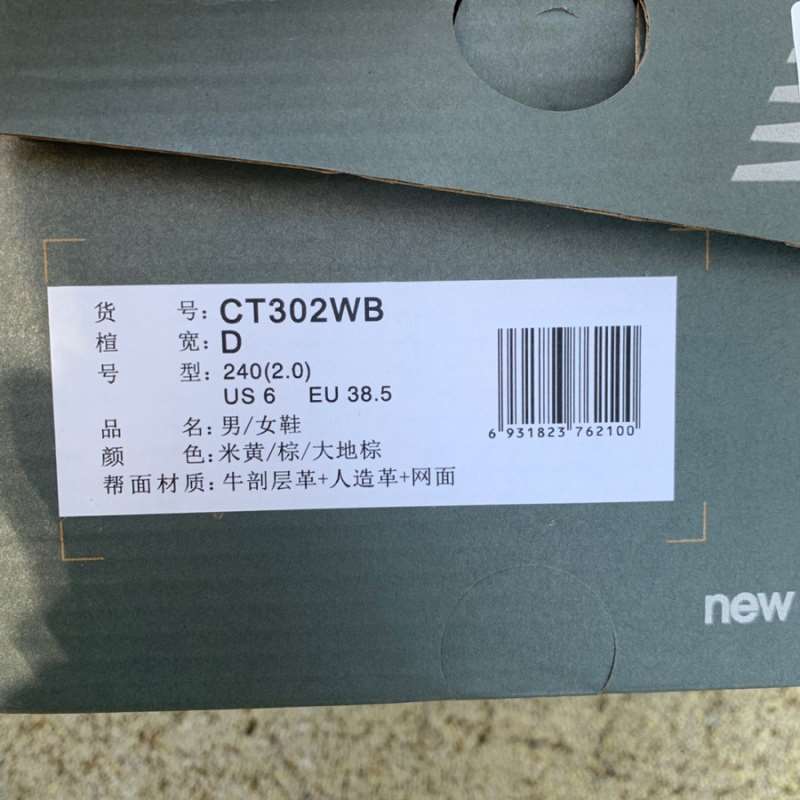 货 号: CT302WB
楦 宽: D
号 型: 240(2.0)
US 6 EU 38.5
品 名: 男/女鞋
颜 色: 米黄/棕/大地棕
帮面材质: 牛剖层革+人造革+网面
6 931823 762100
new